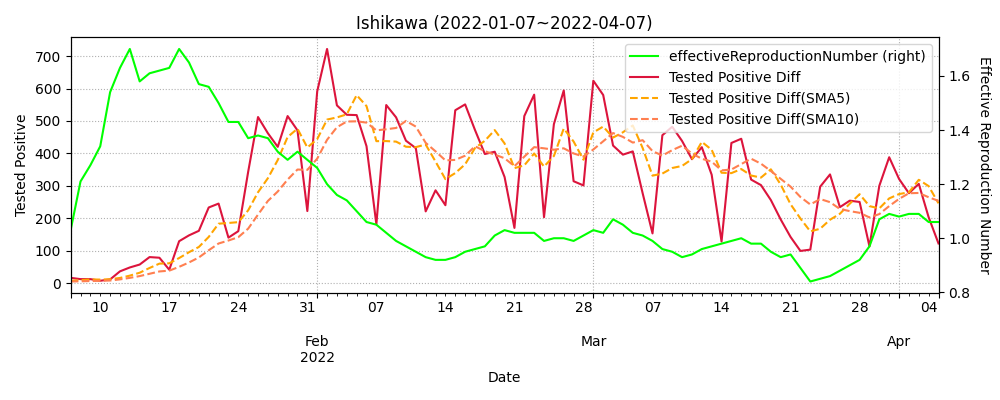 Ishikawa (2022-01-07~2022-04-07)
effectiveReproductionNumber (right)
Tested Positive Diff
Tested Positive Diff(SMA5)
Tested Positive Diff(SMA10)
Tested Positive
700
600
500
400
300
200
100
0
Effective Reproduction Number
1.6
1.4
1.2
1.0
0.8
10 17 24 31 07 14 21 28 07 14 21 28 04
Feb Mar Apr
2022
Date